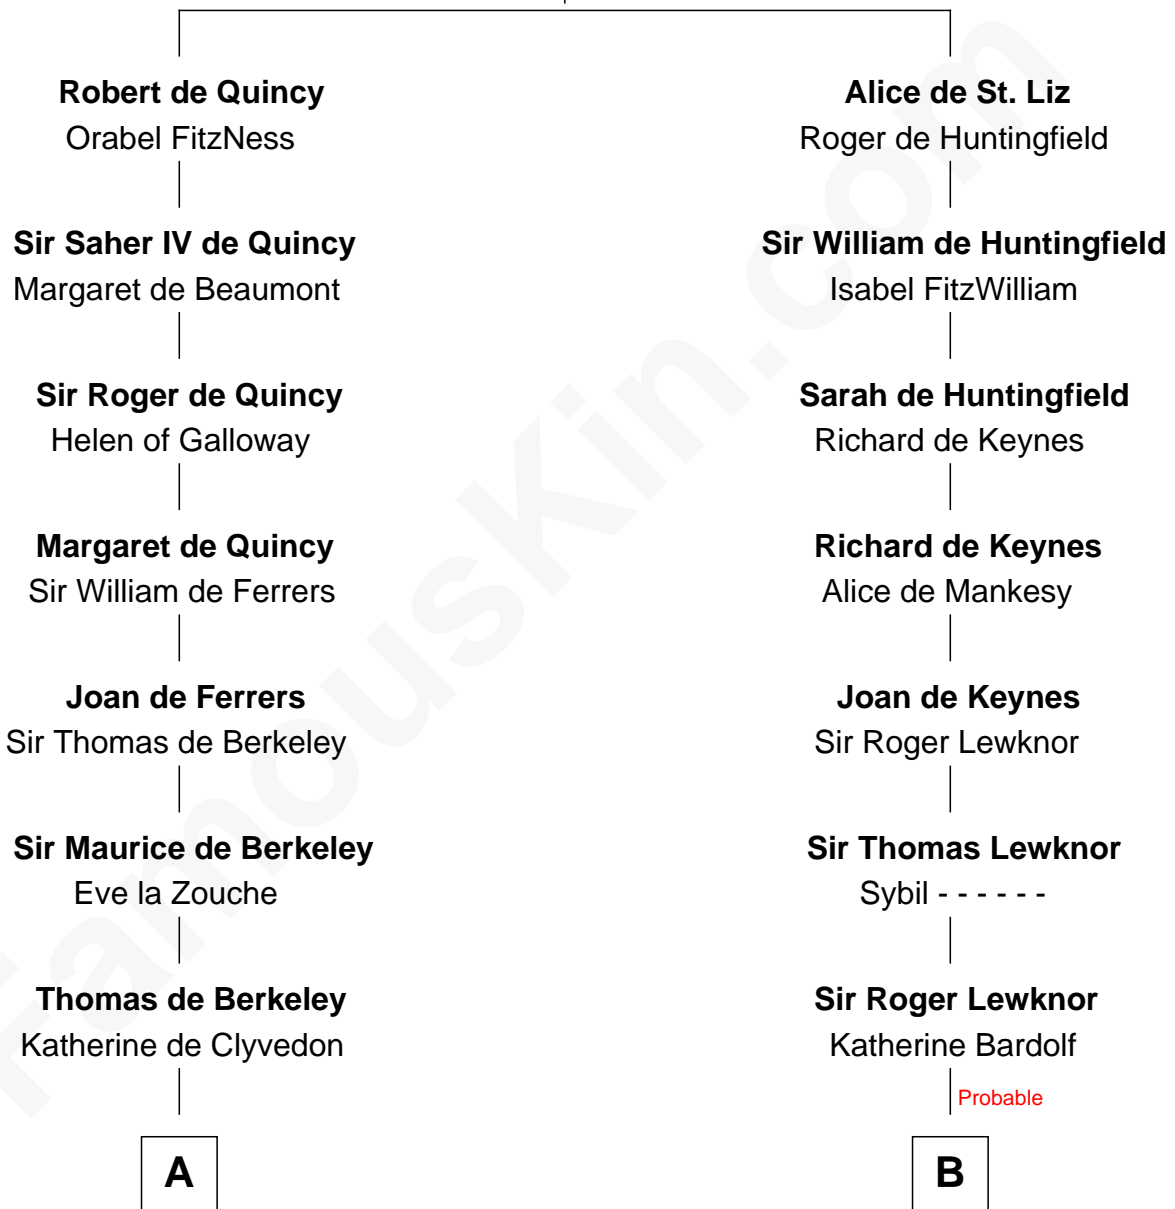 Robert de Quincy
Orabel FitzNess
Sir Saher IV de Quincy
Margaret de Beaumont
Sir Roger de Quincy
Helen of Galloway
Margaret de Quincy
Sir William de Ferrers
Joan de Ferrers
Sir Thomas de Berkeley
Sir Maurice de Berkeley
Eve la Zouche
Thomas de Berkeley
Katherine de Clyvedon
A
Alice de St. Liz
Roger de Huntingfield
Sir William de Huntingfield
Isabel FitzWilliam
Sarah de Huntingfield
Richard de Keynes
Richard de Keynes
Alice de Mankesy
Joan de Keynes
Sir Roger Lewknor
Sir Thomas Lewknor
Sybil - - - - - -
Sir Roger Lewknor
Katherine Bardolf
Probable
B
FamousKin.com